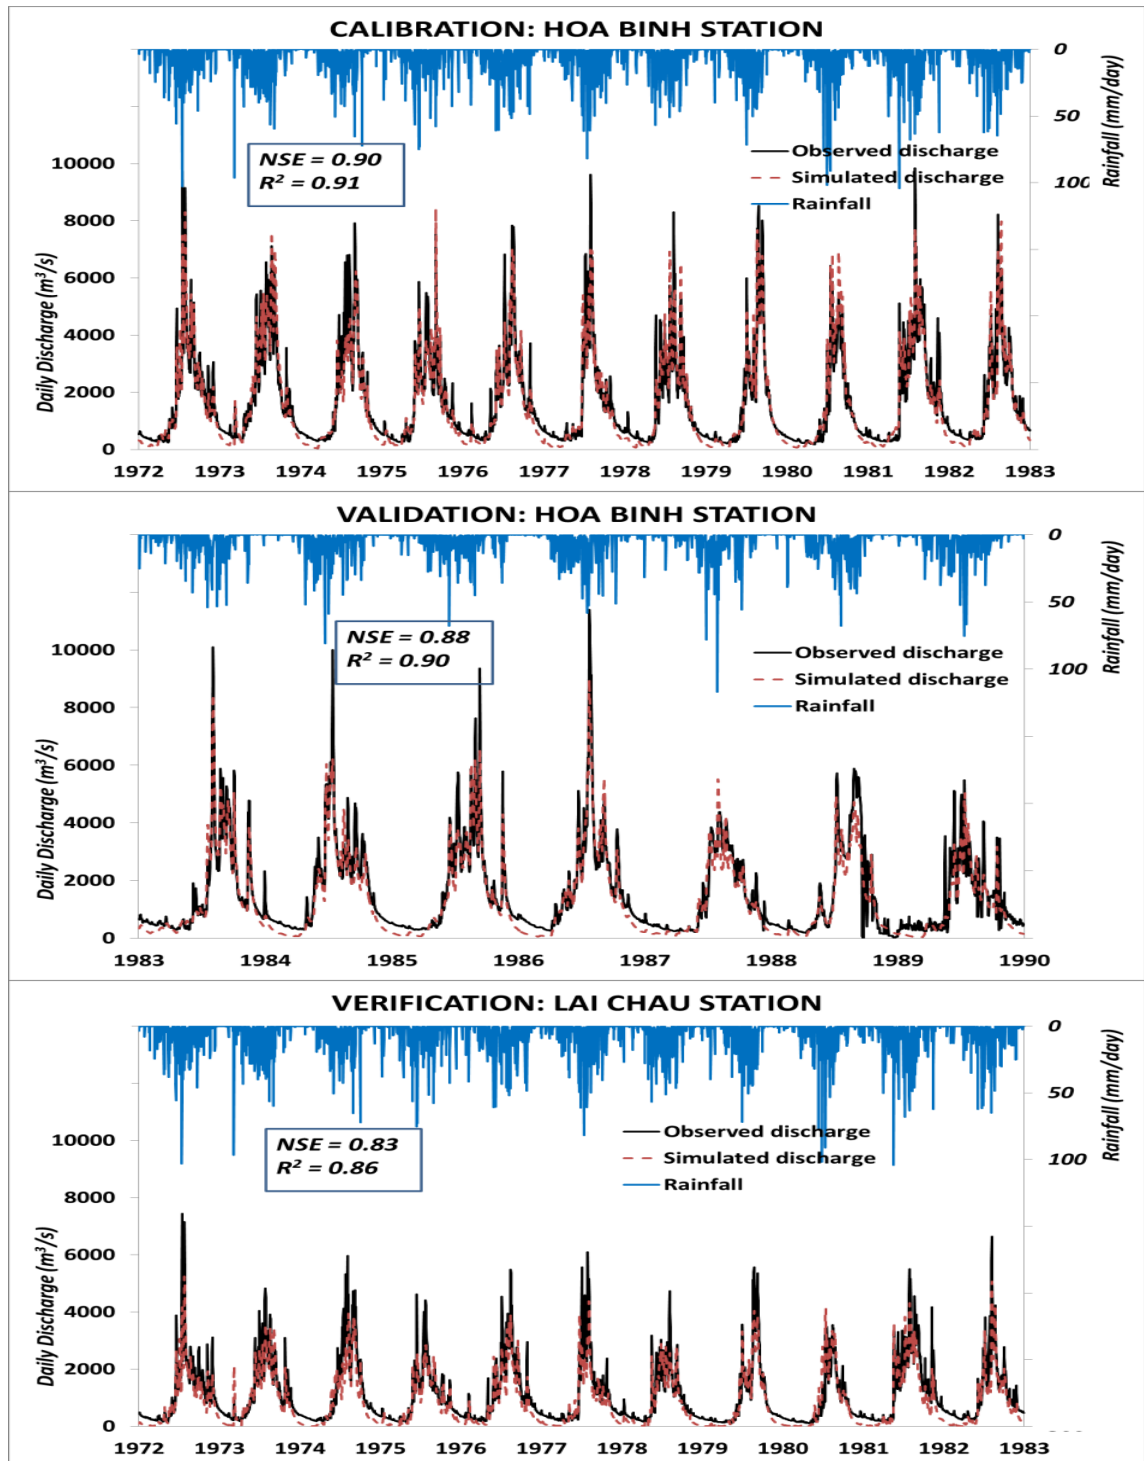 CALIBRATION: HOA BINH STATION
0
50
100
Rainfall (mm/day)
NSE = 0.90
R² = 0.91
Observed discharge
Simulated discharge
Rainfall
10000
8000
6000
4000
2000
0
Daily Discharge (m³/s)
1972 1973 1974 1975 1976 1977 1978 1979 1980 1981 1982 1983
VALIDATION: HOA BINH STATION
0
50
100
Rainfall (mm/day)
NSE = 0.88
R² = 0.90
Observed discharge
Simulated discharge
Rainfall
10000
8000
6000
4000
2000
0
Daily Discharge (m³/s)
1983 1984 1985 1986 1987 1988 1989 1990
VERIFICATION: LAI CHAU STATION
0
50
100
Rainfall (mm/day)
NSE = 0.83
R² = 0.86
Observed discharge
Simulated discharge
Rainfall
10000
8000
6000
4000
2000
0
Daily Discharge (m³/s)
1972 1973 1974 1975 1976 1977 1978 1979 1980 1981 1982 1983